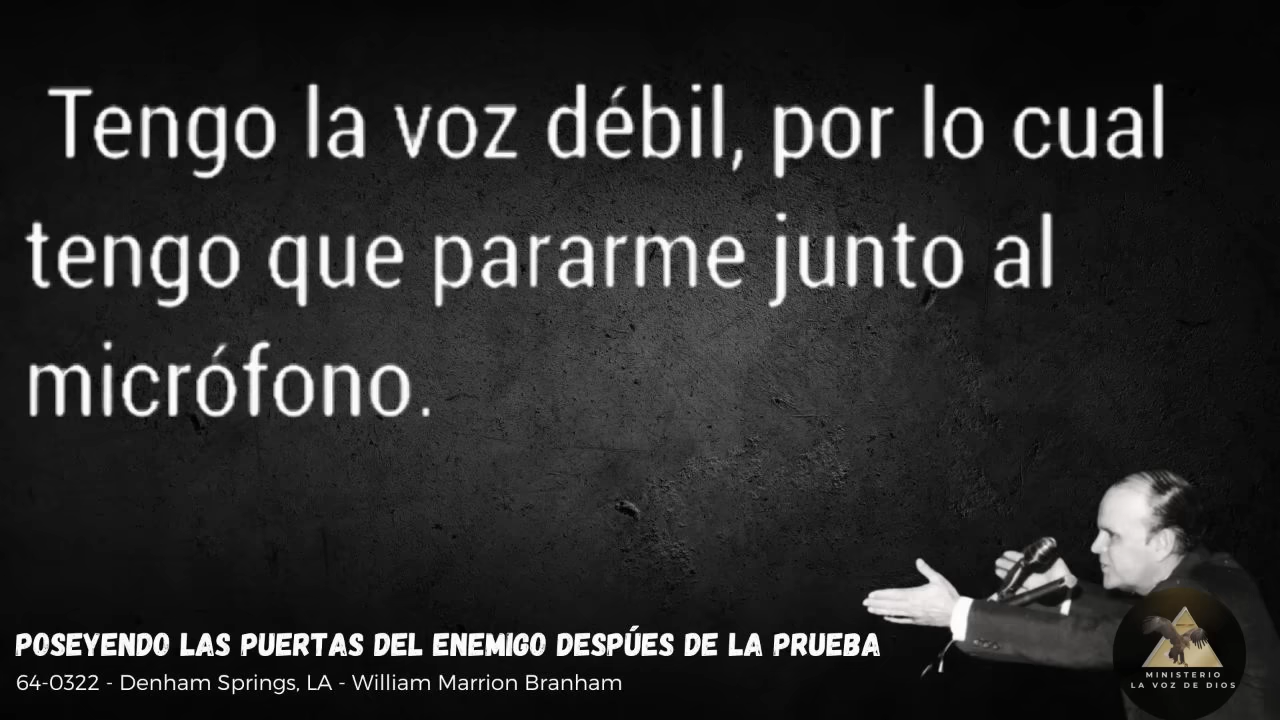 Tengo la voz débil, por lo cual
tengo que pararme junto al
micrófono.
POSEYENDO LAS PUERTAS DEL ENEMIGO DESPÚES DE LA PRUEBA
64-0322 - Denham Springs, LA - William Marrion Branham
MINISTERIO
LA VOZ DE DIOS